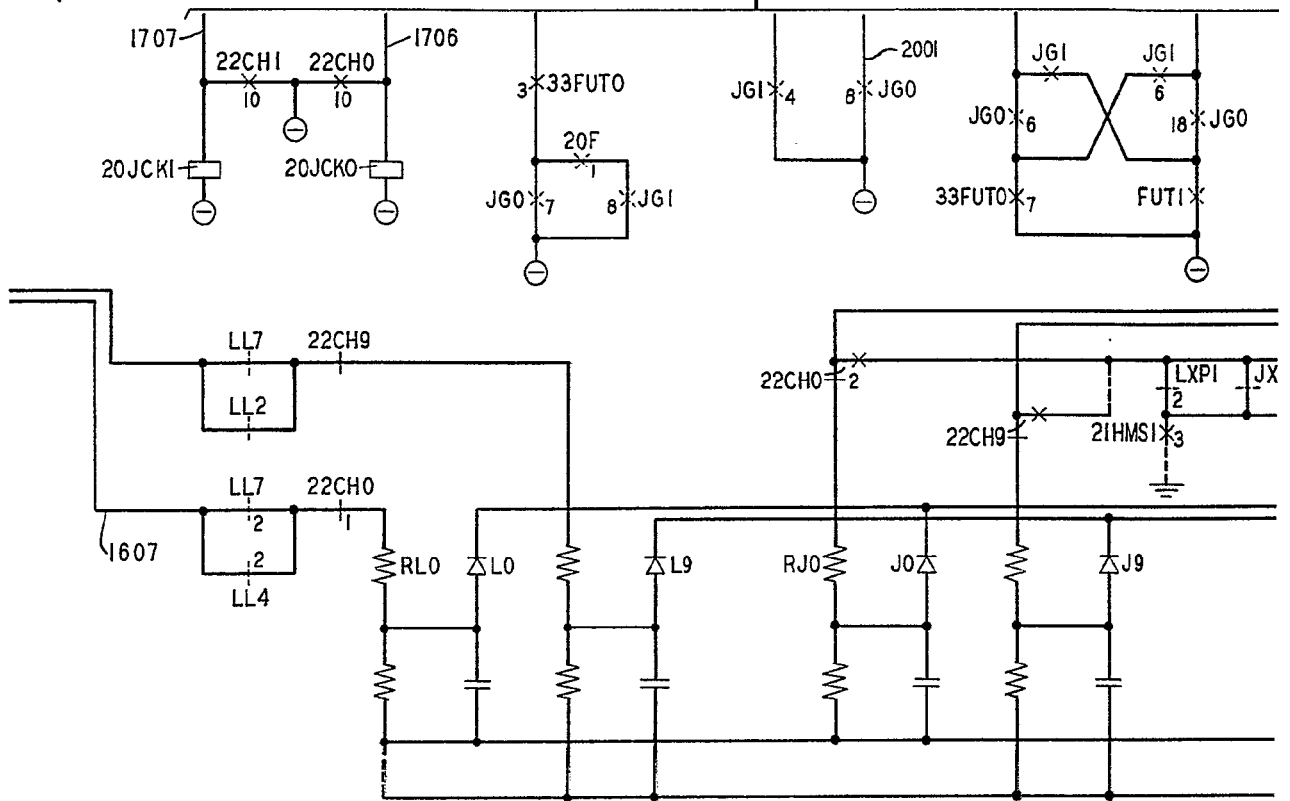 1707
22CH1
10
22CH0
10
1706
20JCK1
20JCK0
3
33FUT0
20F
1
JG0
7
8
JG1
JG1
4
8
JG0
2001
JG1
JG1
6
JG0
6
18
JG0
33FUT0
7
FUT1
LL7
22CH9
LL2
LL7
2
22CH0
1
2
LL4
1607
RL0
L0
L9
22CH0
2
22CH9
LXP1
2
JX
21HMS1
3
RJ0
J0
J9